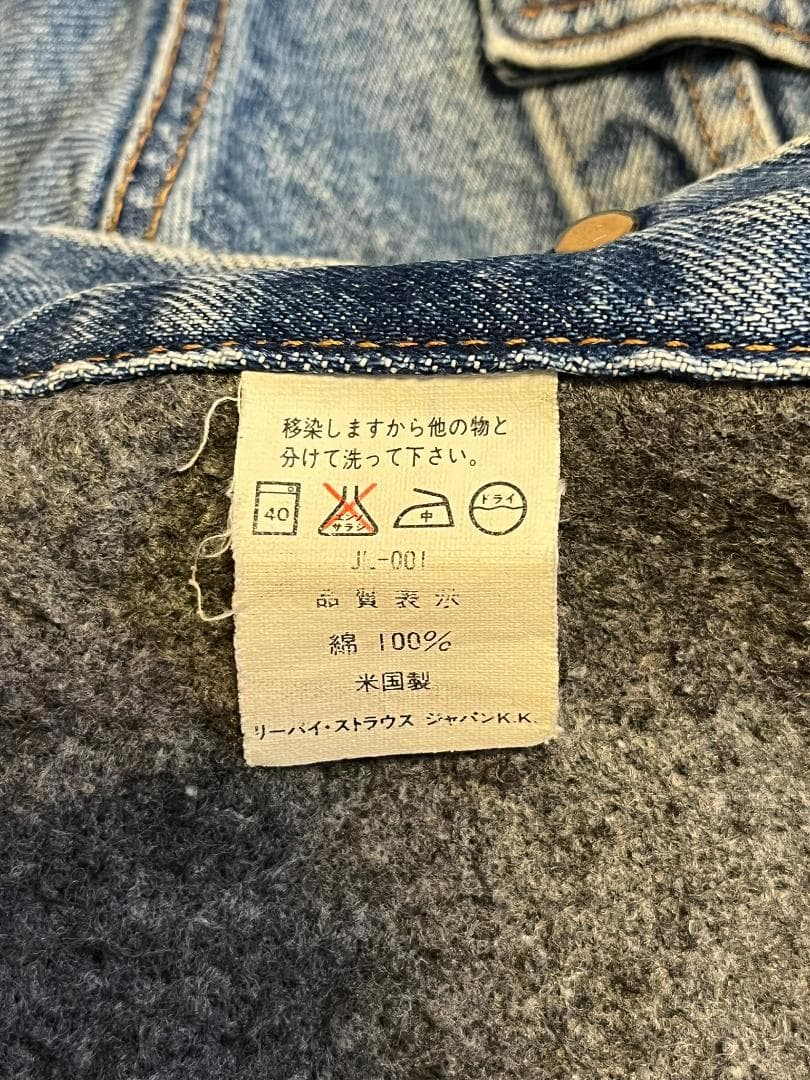 移染しますから他の物と
分けて洗って下さい。
40 エンソ サラシ 中 ドライ
JL-001
品質表示
綿 100%
米国製
リーバイ・ストラウス ジャパンK.K.